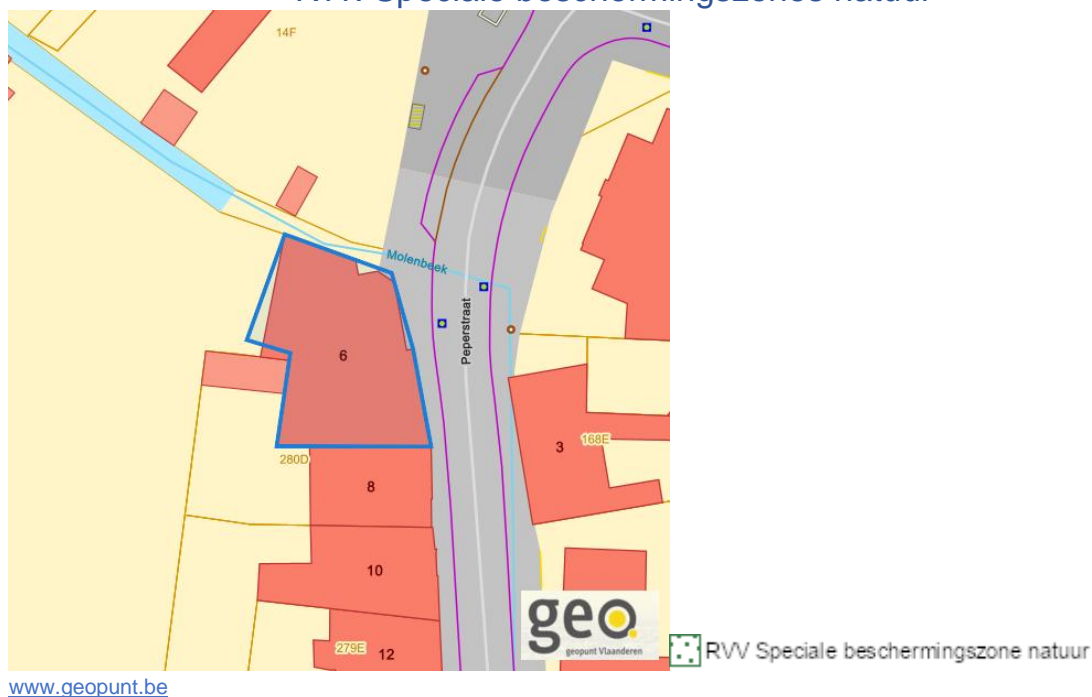 RVV Speciale beschermingszones natuur
14F
Molenbeek
Peperstraat
6
3
168E
280D
8
10
279E
12
geo.
geopunt Vlaanderen
RVV Speciale beschermingszone natuur
www.geopunt.be